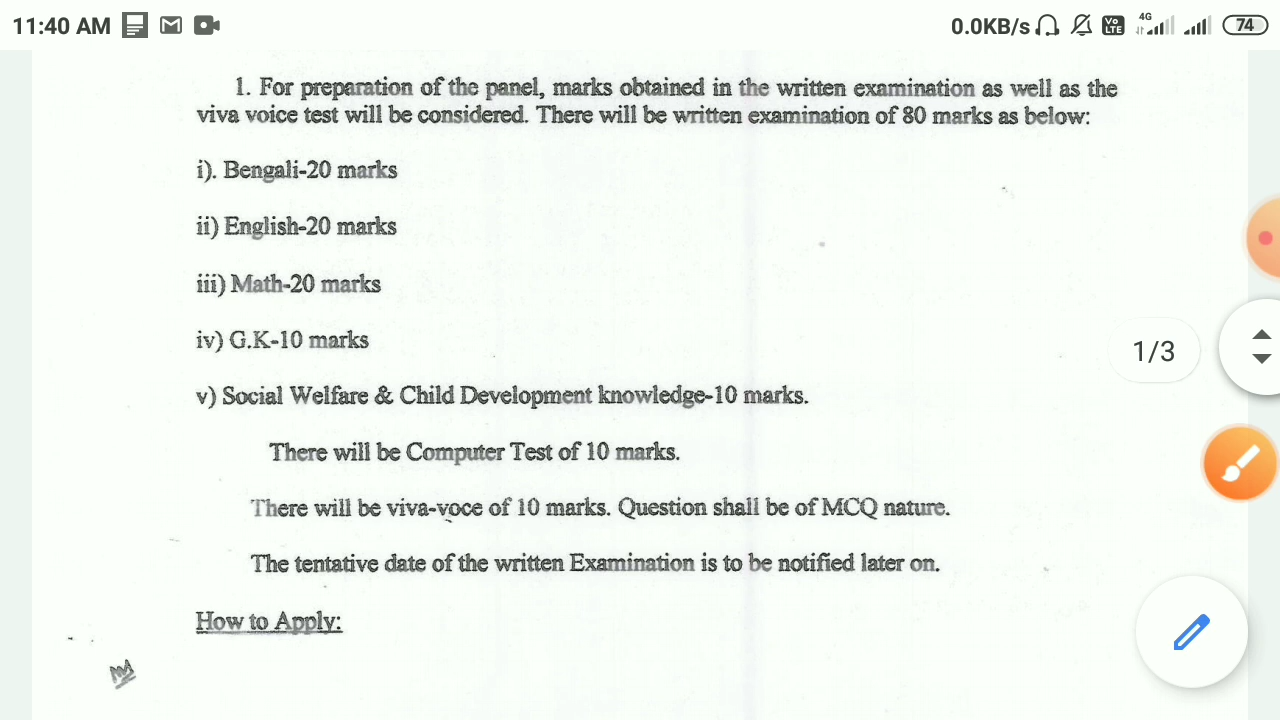 11:40 AM
0.0KB/s
Vo LTE
4G
74
1. For preparation of the panel, marks obtained in the written examination as well as the
viva voice test will be considered. There will be written examination of 80 marks as below:
i). Bengali-20 marks
ii) English-20 marks
iii) Math-20 marks
1/3
iv) G.K-10 marks
v) Social Welfare & Child Development knowledge-10 marks.
There will be Computer Test of 10 marks.
There will be viva-voce of 10 marks. Question shall be of MCQ nature.
The tentative date of the written Examination is to be notified later on.
How to Apply: